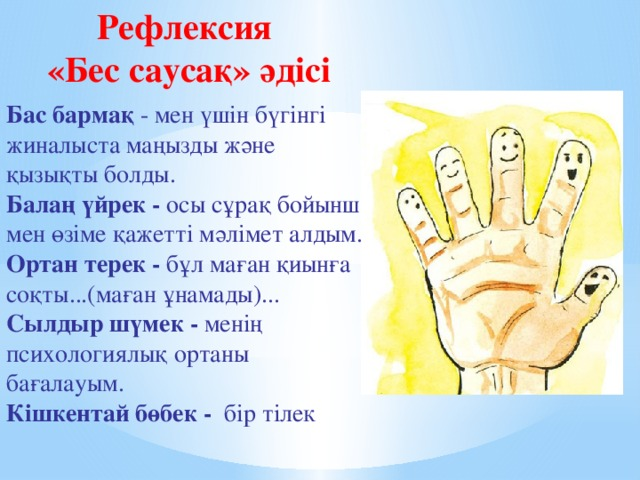 Рефлексия
«Бес саусақ» әдісі
Бас бармақ - мен үшін бүгінгі
жиналыста маңызды және
қызықты болды.
Балаң үйрек - осы сұрақ бойынш
мен өзіме қажетті мәлімет алдым.
Ортан терек - бұл маған қиынға
соқты...(маған ұнамады)...
Сылдыр шүмек - менің
психологиялық ортаны
бағалауым.
Кішкентай бөбек -  бір тілек